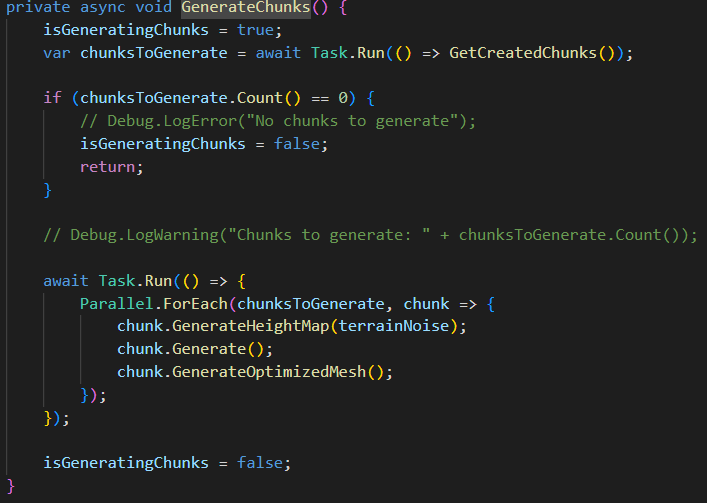 private async void GenerateChunks() {
    isGeneratingChunks = true;
    var chunksToGenerate = await Task.Run(() => GetCreatedChunks());

    if (chunksToGenerate.Count() == 0) {
        // Debug.LogError("No chunks to generate");
        isGeneratingChunks = false;
        return;
    }

    // Debug.LogWarning("Chunks to generate: " + chunksToGenerate.Count());

    await Task.Run(() => {
        Parallel.ForEach(chunksToGenerate, chunk => {
            chunk.GenerateHeightMap(terrainNoise);
            chunk.Generate();
            chunk.GenerateOptimizedMesh();
        });
    });

    isGeneratingChunks = false;
}